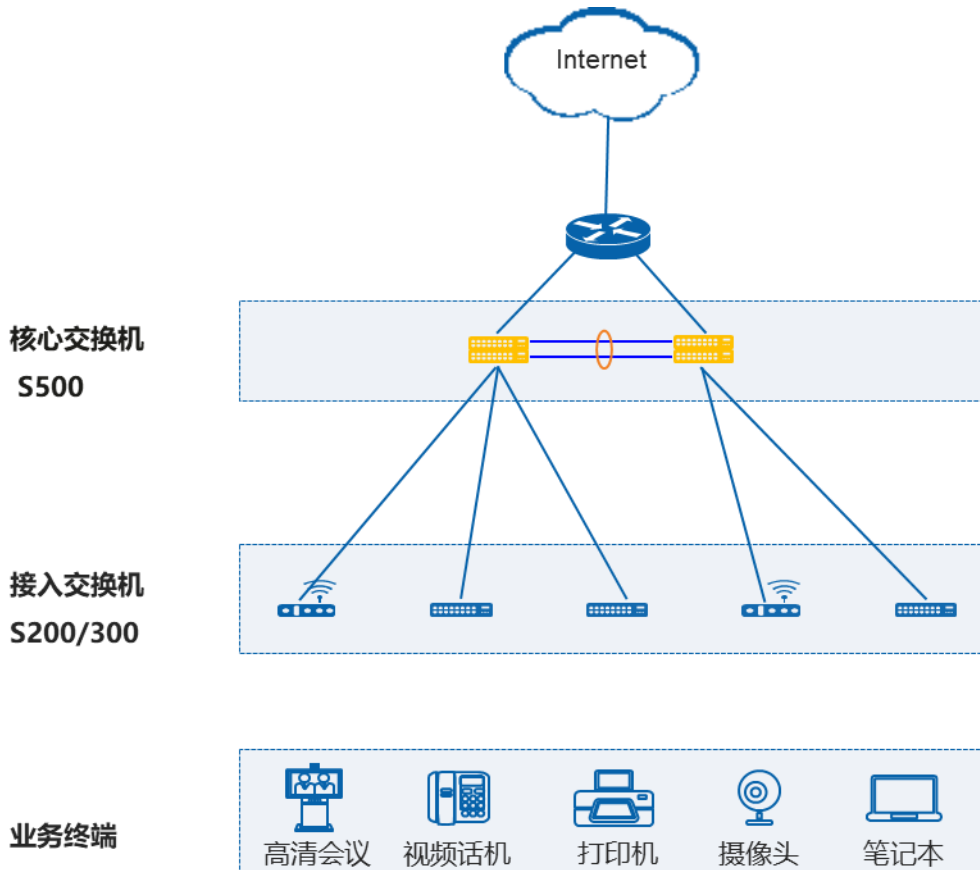 Internet
核心交换机
S500
接入交换机
S200/300
业务终端
高清会议 视频话机 打印机 摄像头 笔记本